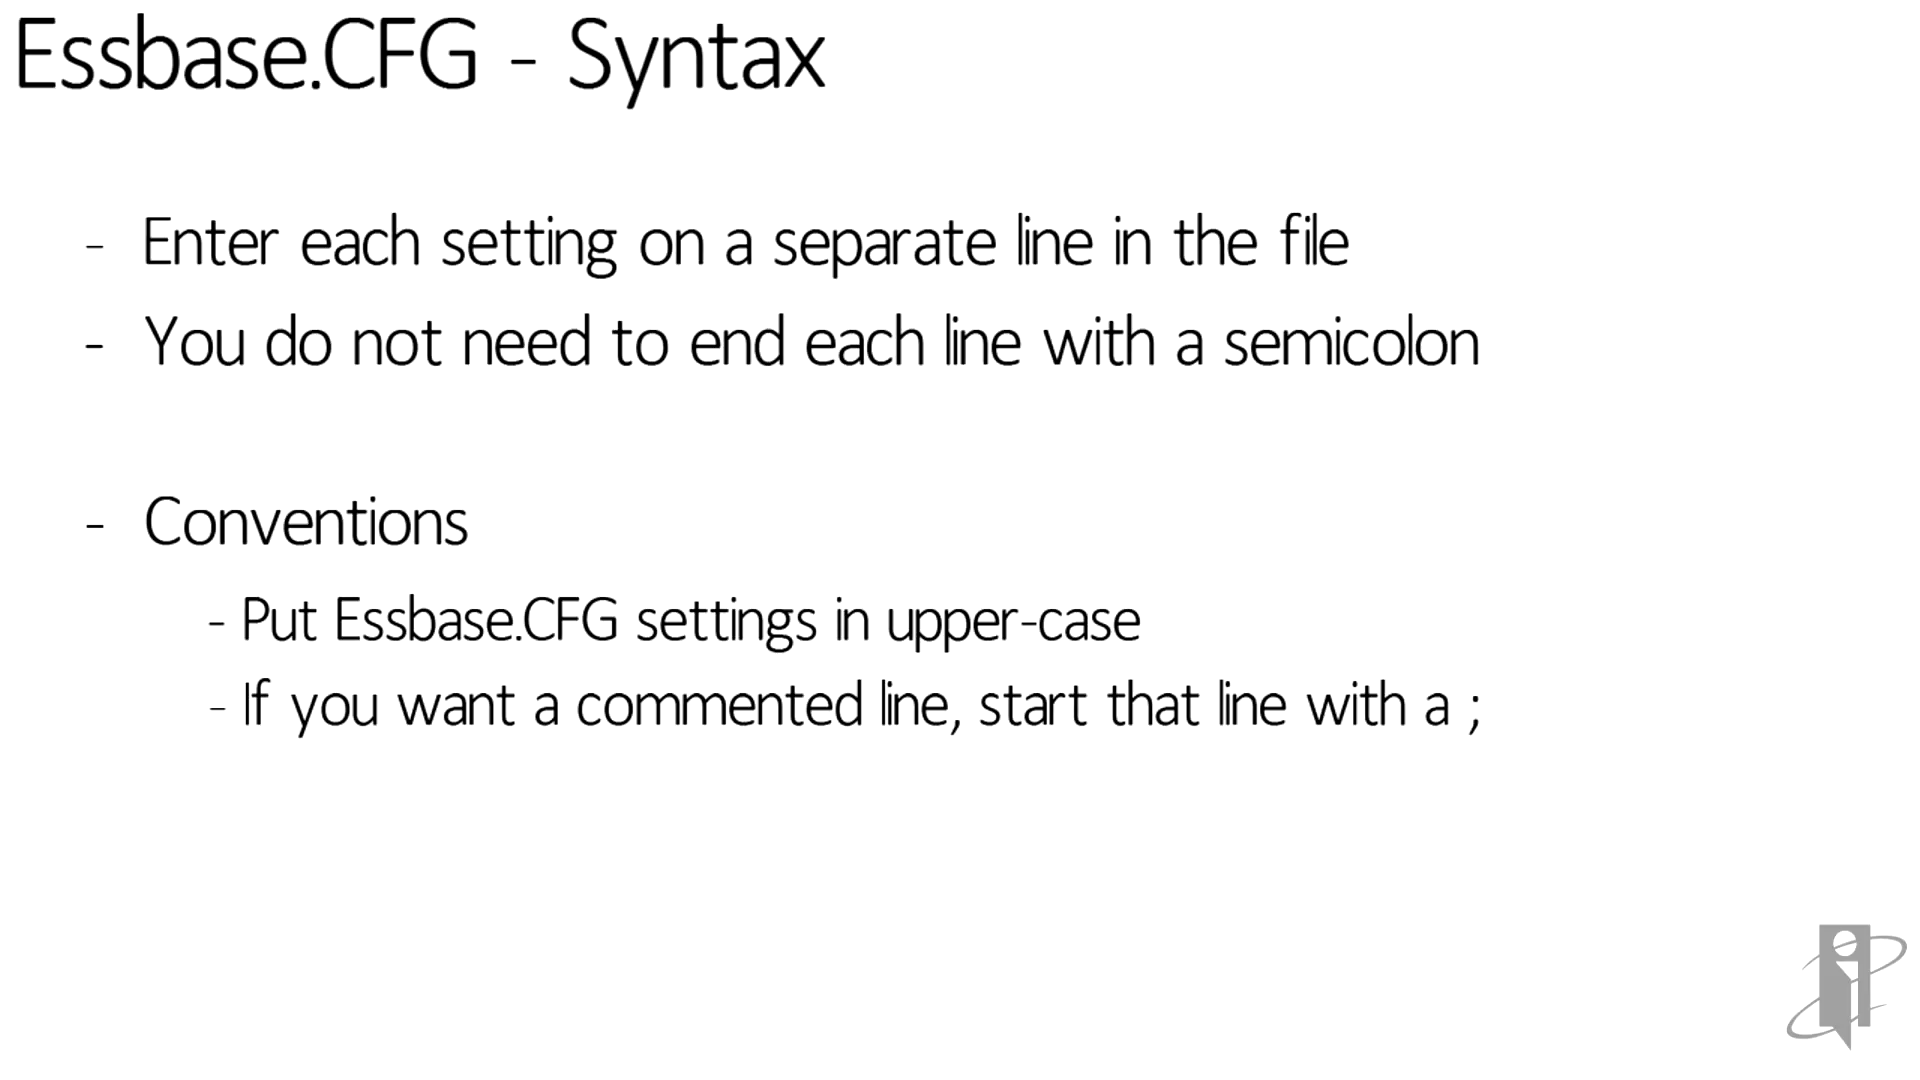 Essbase.CFG - Syntax
- Enter each setting on a separate line in the file
- You do not need to end each line with a semicolon
- Conventions
- Put Essbase.CFG settings in upper-case
- If you want a commented line, start that line with a ;